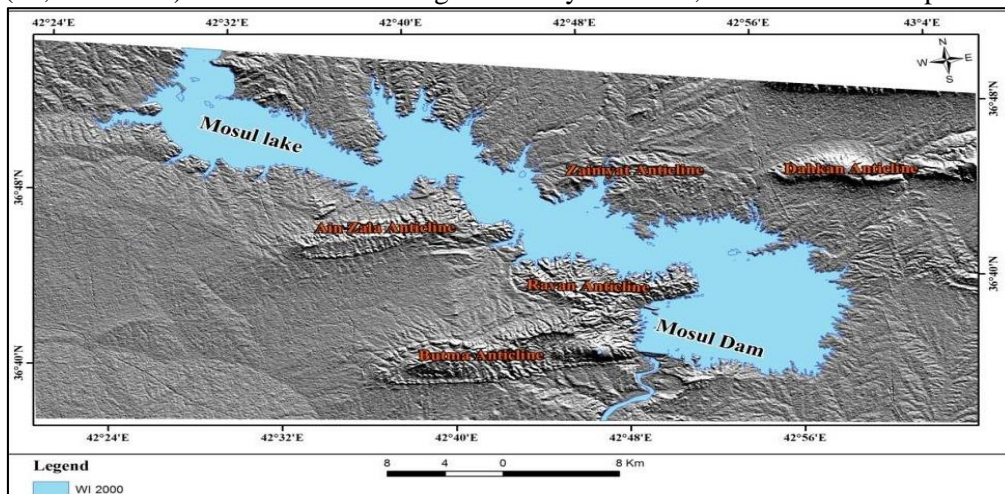 42°24'E 42°32'E 42°40'E 42°48'E 42°56'E 43°4'E
N
W E
S
36°48'N
36°48'N
Mosul lake
Zaimyat Anticline
Dahkan Anticline
Ain Zala Anticline
36°40'N
Rayan Anticline
Mosul Dam
Butma Anticline
36°40'N
42°24'E 42°32'E 42°40'E 42°48'E 42°56'E
Legend
8 4 0 8 Km
WI 2000